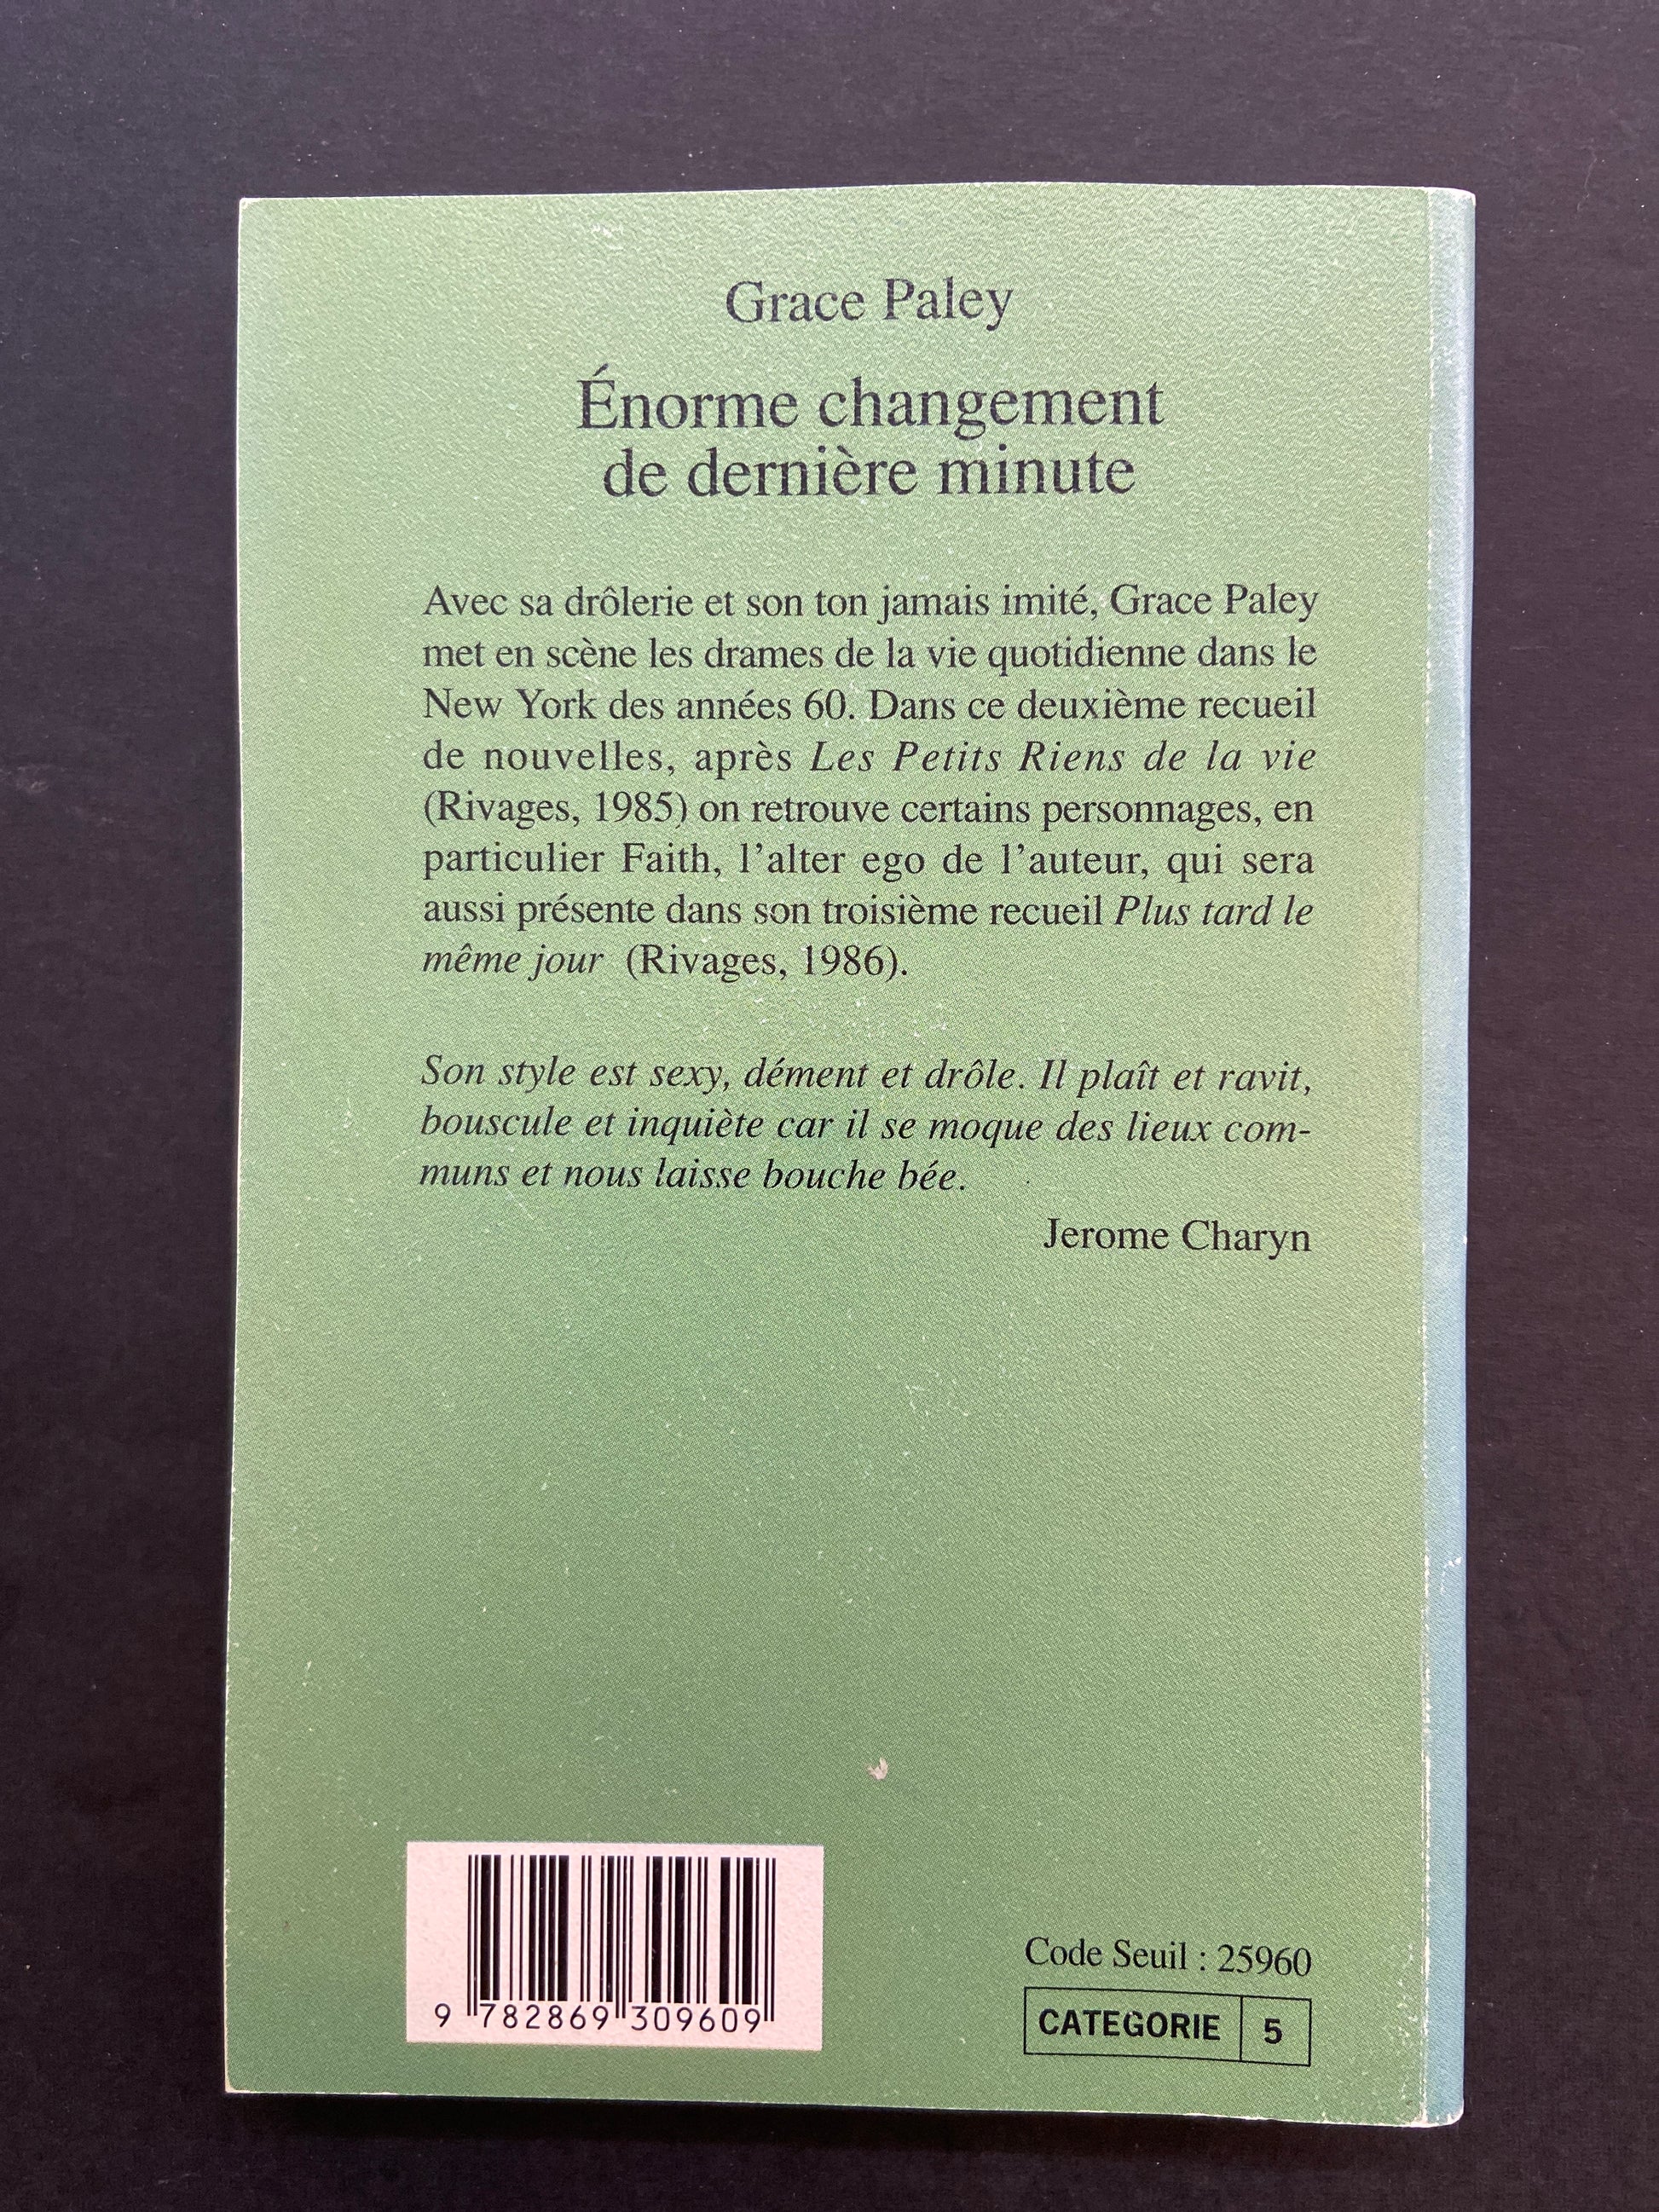 Grace Paley
Énorme changement
de dernière minute
Avec sa drôlerie et son ton jamais imité, Grace Paley
met en scène les drames de la vie quotidienne dans le
New York des années 60. Dans ce deuxième recueil
de nouvelles, après Les Petits Riens de la vie
(Rivages, 1985) on retrouve certains personnages, en
particulier Faith, l’alter ego de l’auteur, qui sera
aussi présente dans son troisième recueil Plus tard le
même jour (Rivages, 1986).
Son style est sexy, dément et drôle. Il plaît et ravit,
bouscule et inquiète car il se moque des lieux com-
muns et nous laisse bouche bée.
Jerome Charyn
9 782869 309609
Code Seuil : 25960
CATEGORIE 5